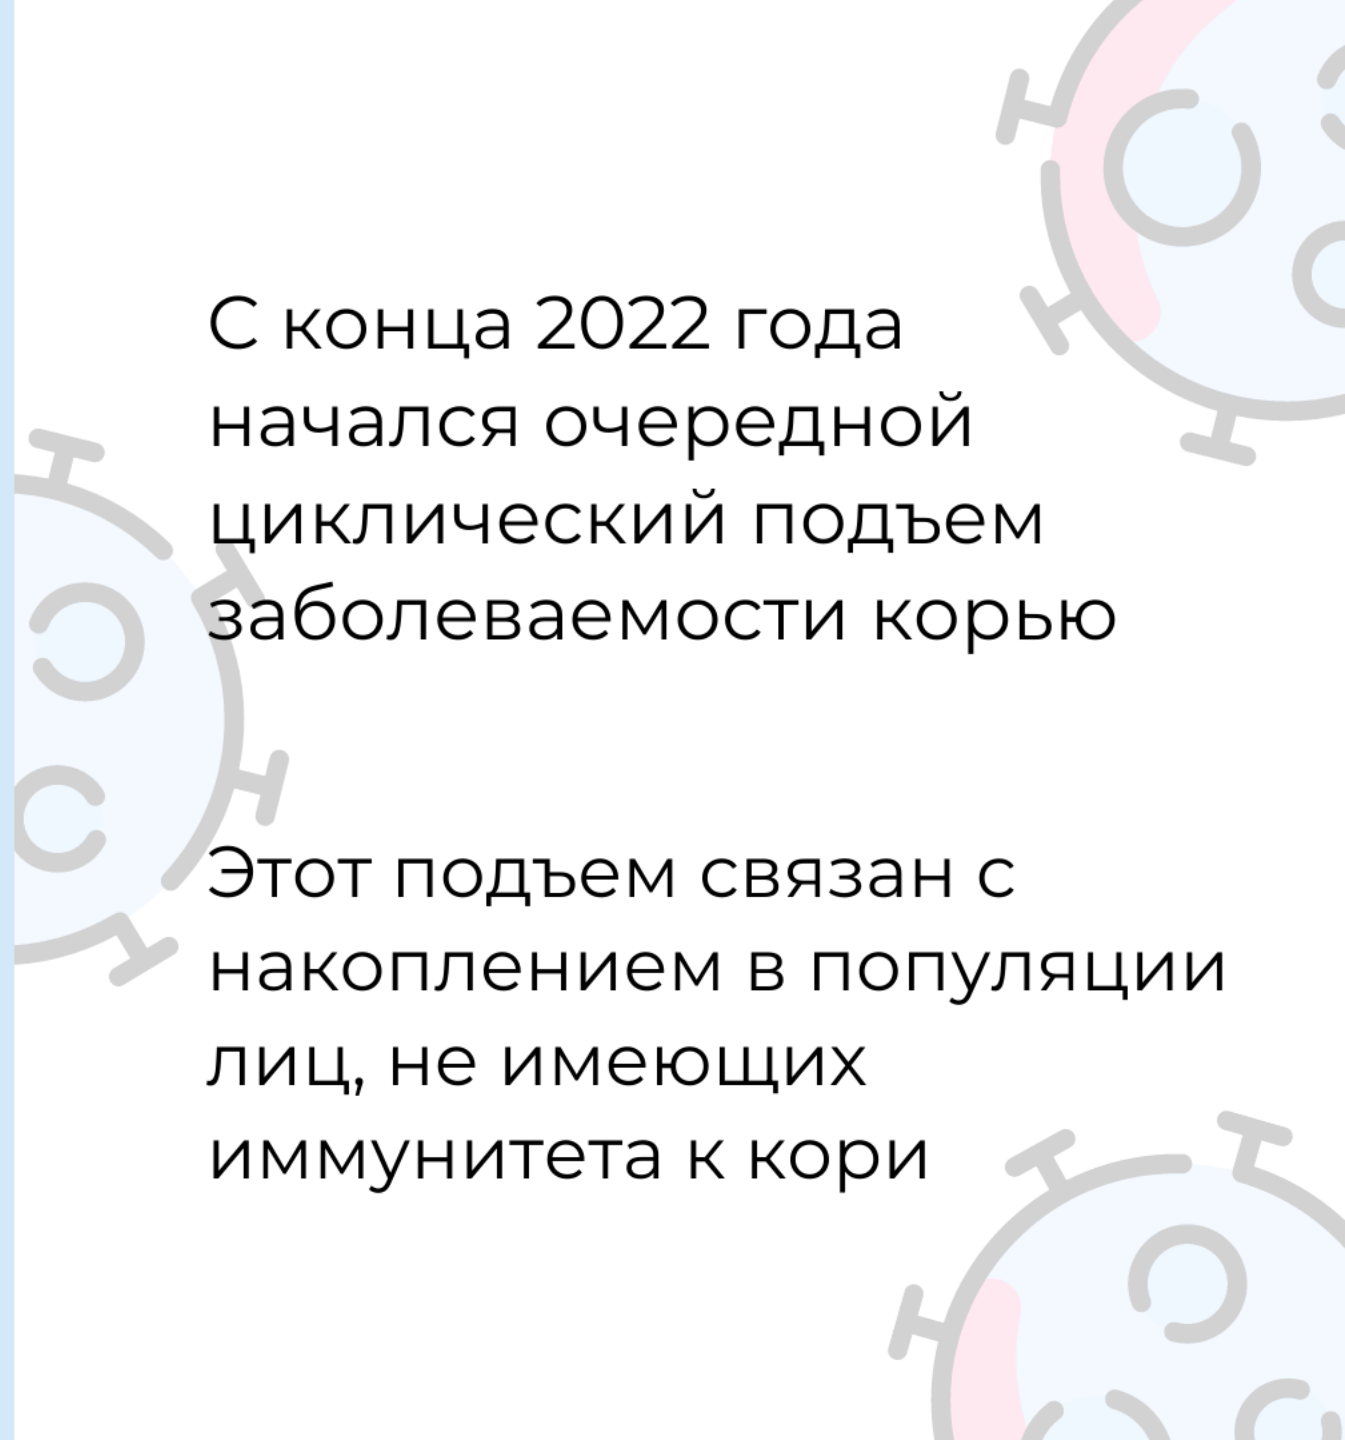 С конца 2022 года
начался очередной
циклический подъем
заболеваемости корью
Этот подъем связан с
накоплением в популяции
лиц, не имеющих
иммунитета к кори